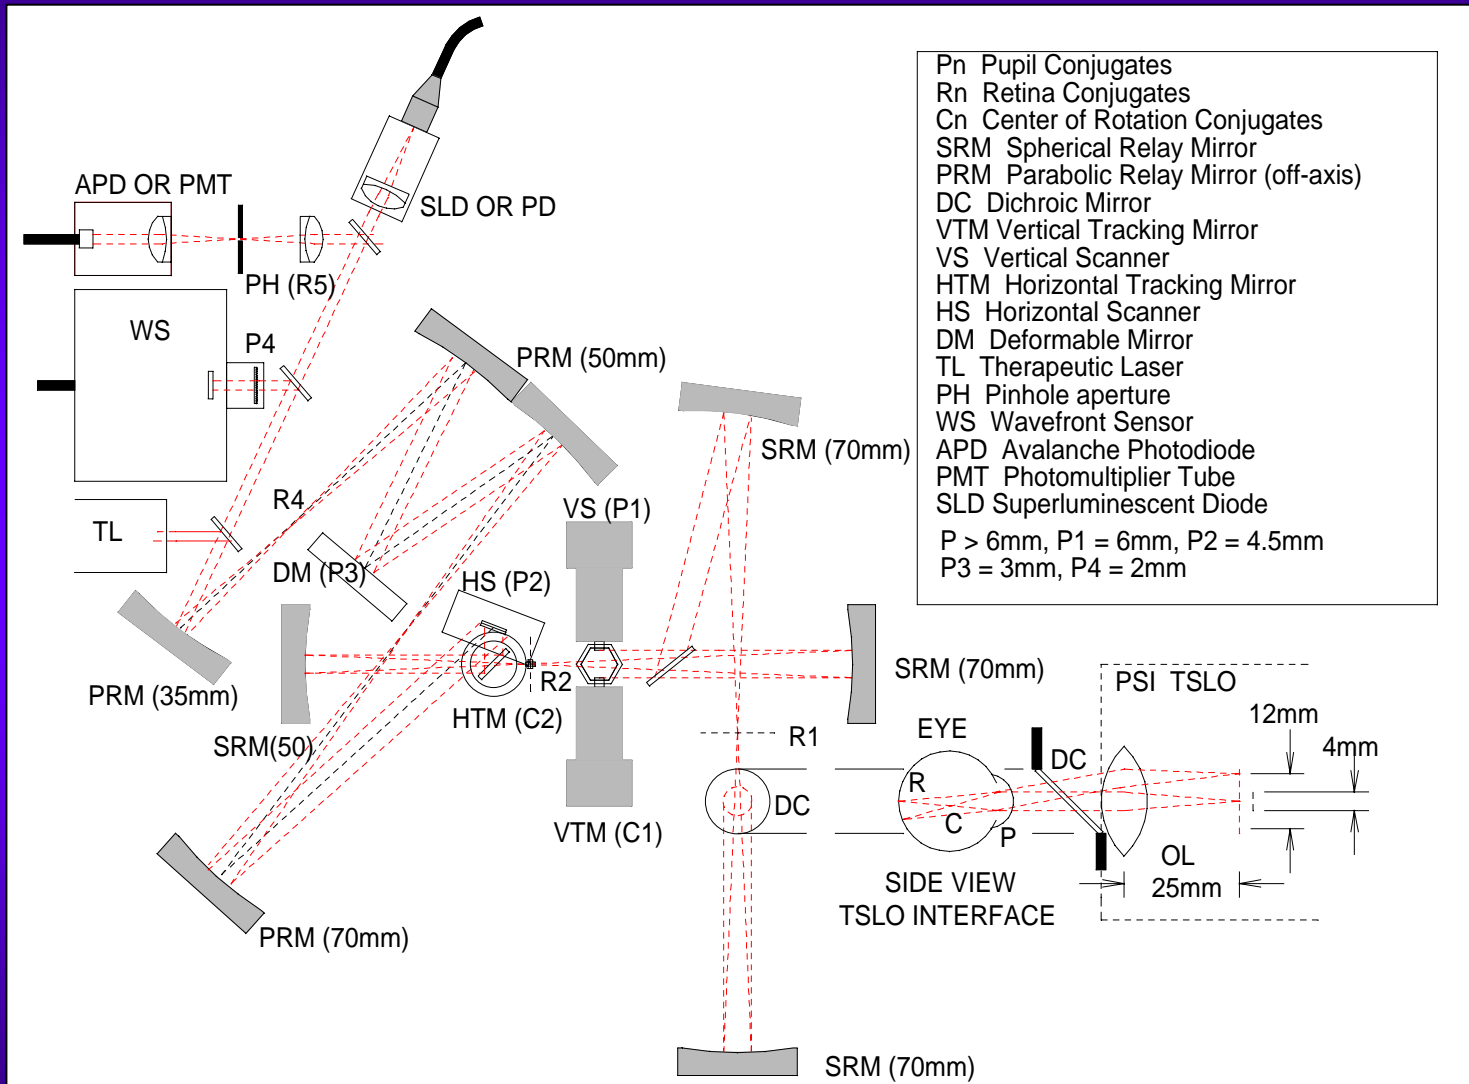 Pn  Pupil Conjugates
Rn  Retina Conjugates
Cn  Center of Rotation Conjugates
SRM  Spherical Relay Mirror
PRM  Parabolic Relay Mirror (off-axis)
DC  Dichroic Mirror
VTM Vertical Tracking Mirror
VS  Vertical Scanner
HTM  Horizontal Tracking Mirror
HS  Horizontal Scanner
DM  Deformable Mirror
TL  Therapeutic Laser
PH  Pinhole aperture
WS  Wavefront Sensor
APD  Avalanche Photodiode
PMT  Photomultiplier Tube
SLD Superluminescent Diode
P > 6mm, P1 = 6mm, P2 = 4.5mm
P3 = 3mm, P4 = 2mm
APD OR PMT
SLD OR PD
PH (R5)
WS
P4
PRM (50mm)
SRM (70mm)
R4
VS (P1)
TL
DM (P3)
HS (P2)
PRM (35mm)
R2
SRM (70mm)
HTM (C2)
SRM(50)
PSI  TSLO
12mm
4mm
R1
EYE
DC
R
DC
C
P
VTM (C1)
OL
25mm
SIDE VIEW
TSLO INTERFACE
PRM (70mm)
SRM (70mm)